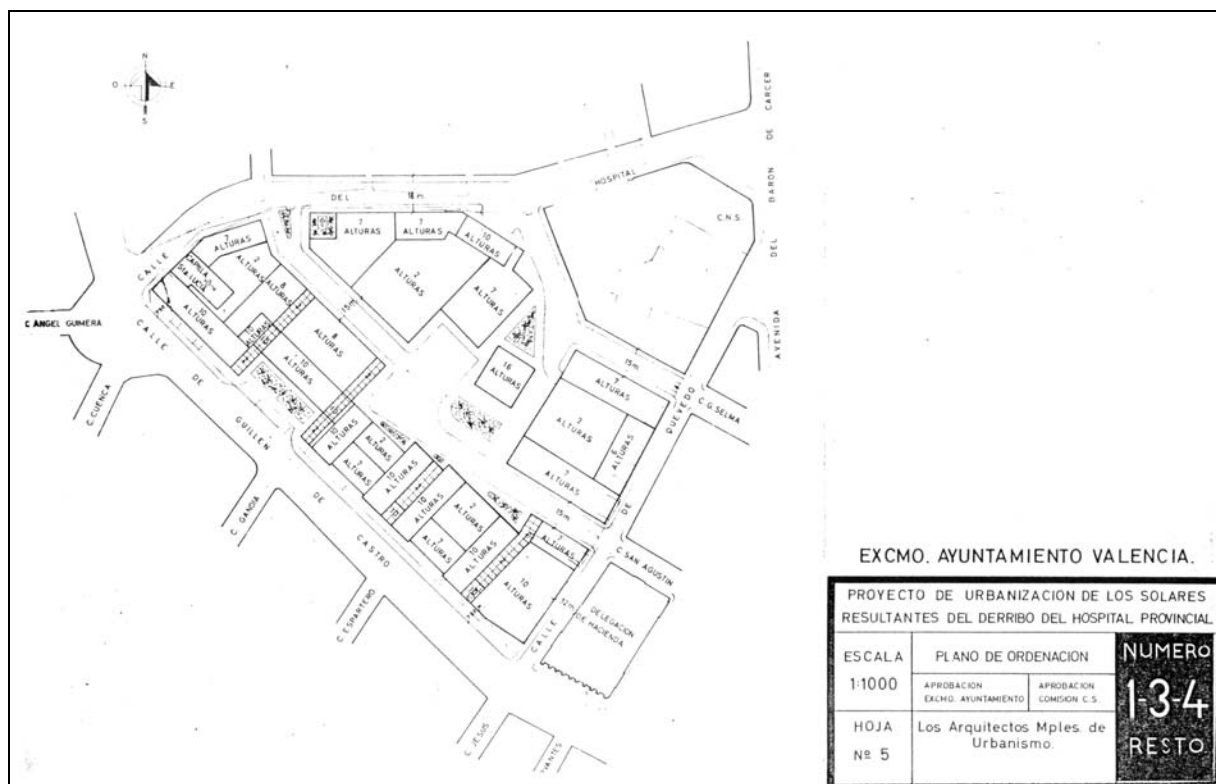 N
O E
S
AVENIDA DEL BARON DE CARCER
HOSPITAL
DEL
18 m.
C.N.S.
CALLE
7
ALTURAS
7
ALTURAS
7
ALTURAS
10
ALTURAS
2
ALTURAS
8
ALTURAS
CAPILLA
Sta LUCIA
10
ALTURAS
15 m.
2
ALTURAS
7
ALTURAS
C ANGEL GUIMERA
10
ALTURAS
8
ALTURAS
10
ALTURAS
16
ALTURAS
15 m.
7
ALTURAS
C.G. SELMA
C. CUENCA
CALLE DE GUILLEN DE CASTRO
2
ALTURAS
6
ALTURAS
7
ALTURAS
CALLE DE QUEVEDO
10
ALTURAS
2
ALTURAS
7
ALTURAS
10
ALTURAS
10
ALTURAS
2
ALTURAS
7
ALTURAS
10
ALTURAS
15 m.
7
ALTURAS
10
ALTURAS
C. GANDIA
C. SAN AGUSTIN
12 m.
DELEGACION
DE HACIENDA
C. ESPARTERO
C. JESUS
EXCMO. AYUNTAMIENTO VALENCIA.
PROYECTO DE URBANIZACION DE LOS SOLARES
RESULTANTES DEL DERRIBO DEL HOSPITAL PROVINCIAL
ESCALA
1:1000
PLANO DE ORDENACION
APROBACION
EXCMO. AYUNTAMIENTO
APROBACION
COMISION C.S.
HOJA
Nº 5
Los Arquitectos Mples. de
Urbanismo.
NUMERO
1-3-4
RESTO